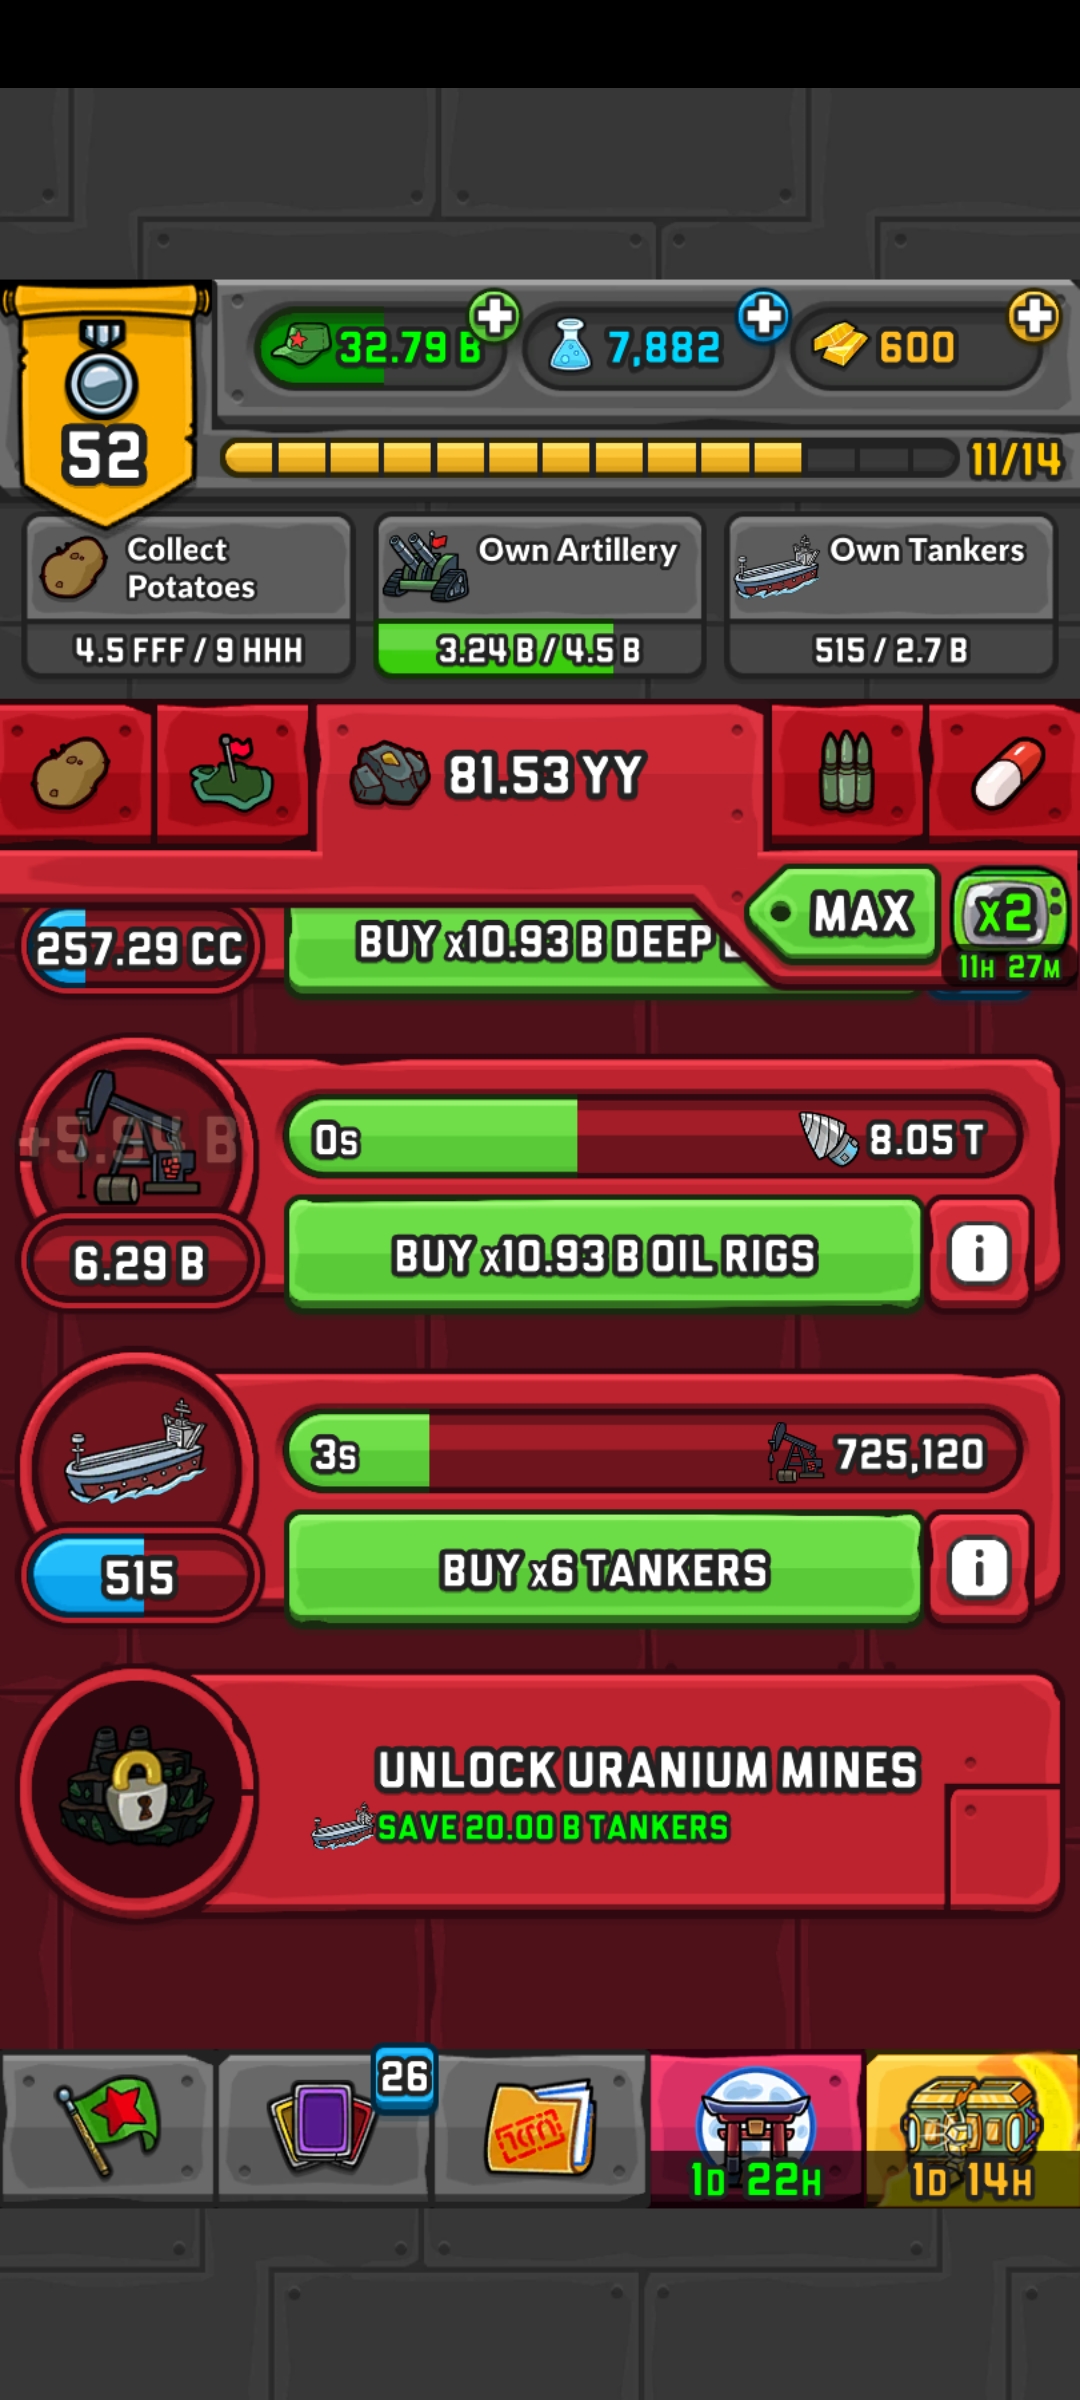 32.79 B
7,882
600
52
11/14
Collect
Potatoes
4.5 FFF / 9 HHH
Own Artillery
3.24 B / 4.5 B
Own Tankers
515 / 2.7 B
81.53 YY
MAX
x2
11H 27M
257.29 CC
BUY x10.93 B DEEP
0s
8.05 T
6.29 B
BUY x10.93 B OIL RIGS
3s
725,120
515
BUY x6 TANKERS
UNLOCK URANIUM MINES
SAVE 20.00 B TANKERS
26
1D 22H
1D 14H